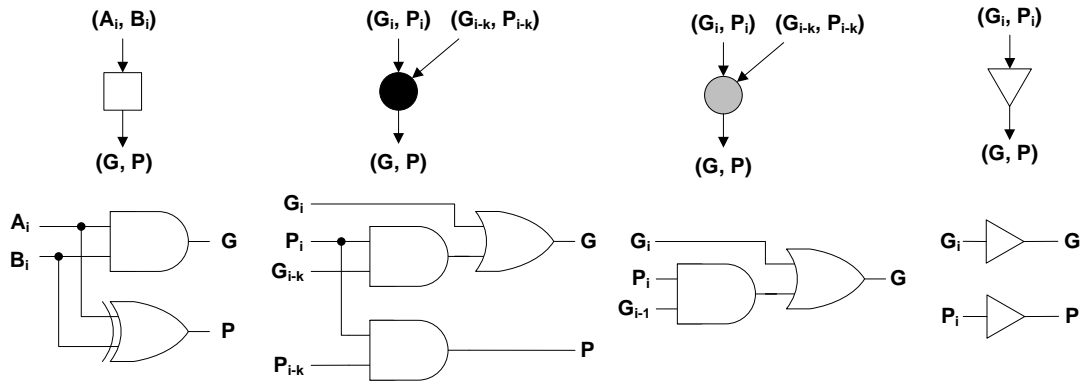 (Aᵢ, Bᵢ)
(G, P)
(Gᵢ, Pᵢ) (Gᵢ₋ₖ, Pᵢ₋ₖ)
(G, P)
(Gᵢ, Pᵢ) (Gᵢ₋ₖ, Pᵢ₋ₖ)
(G, P)
(Gᵢ, Pᵢ)
(G, P)
Aᵢ
Bᵢ
G
P
Gᵢ
Pᵢ
Gᵢ₋ₖ
Pᵢ₋ₖ
G
P
Gᵢ
Pᵢ
Gᵢ₋₁
G
Gᵢ G
Pᵢ P